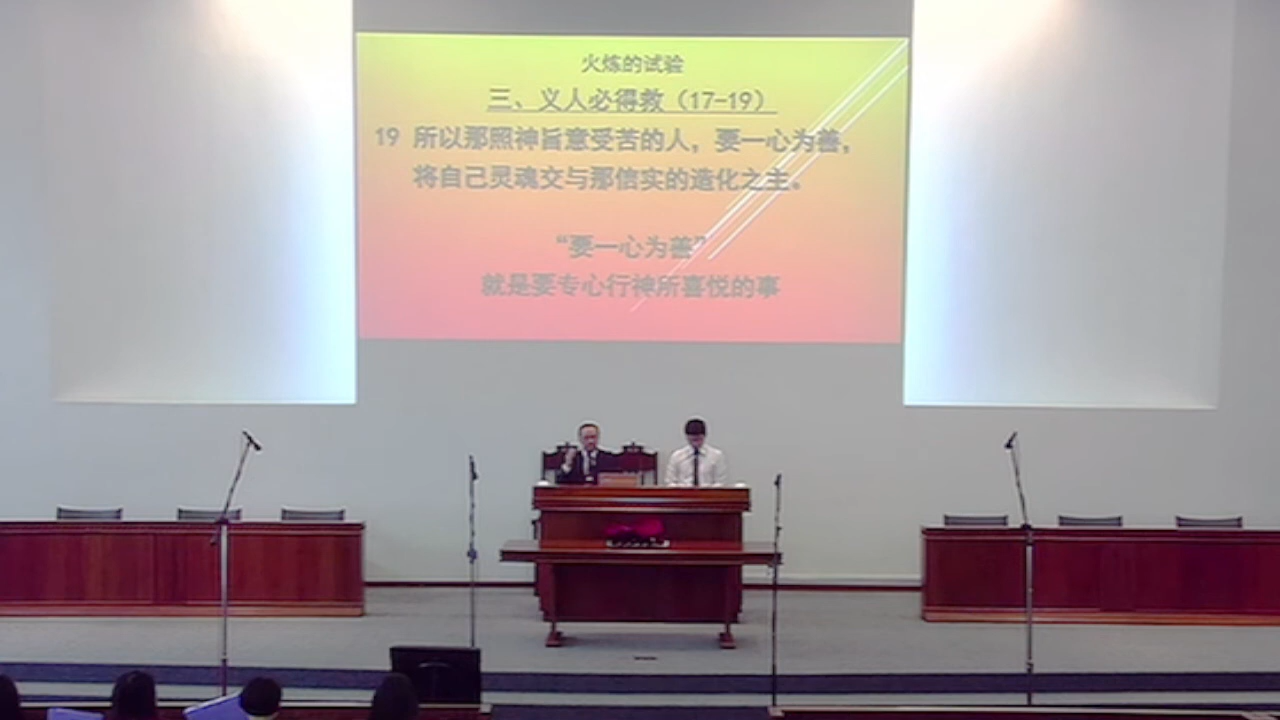 火炼的试验
三、义人必得救（17-19）
19 所以那照神旨意受苦的人，要一心为善，
将自己灵魂交与那信实的造化之主。
“要一心为善”
就是要专心行神所喜悦的事